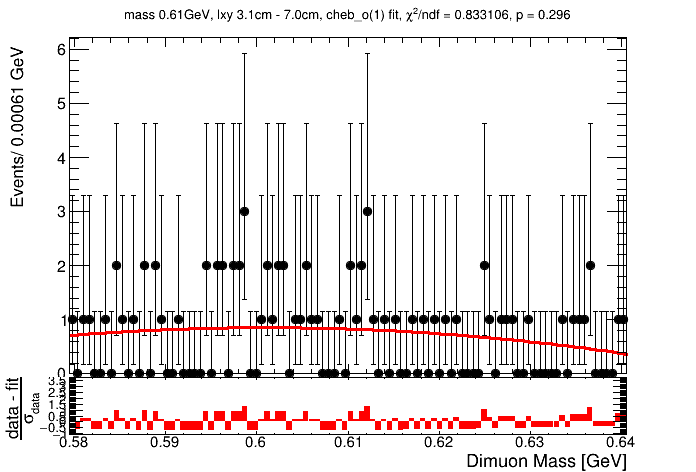 mass 0.61GeV, lxy 3.1cm - 7.0cm, cheb_o(1) fit, χ²/ndf = 0.833106, p = 0.296
Events/ 0.00061 GeV
6
5
4
3
2
1
0
data - fit
σdata
3.5
0.58 0.59 0.6 0.61 0.62 0.63 0.64
Dimuon Mass [GeV]